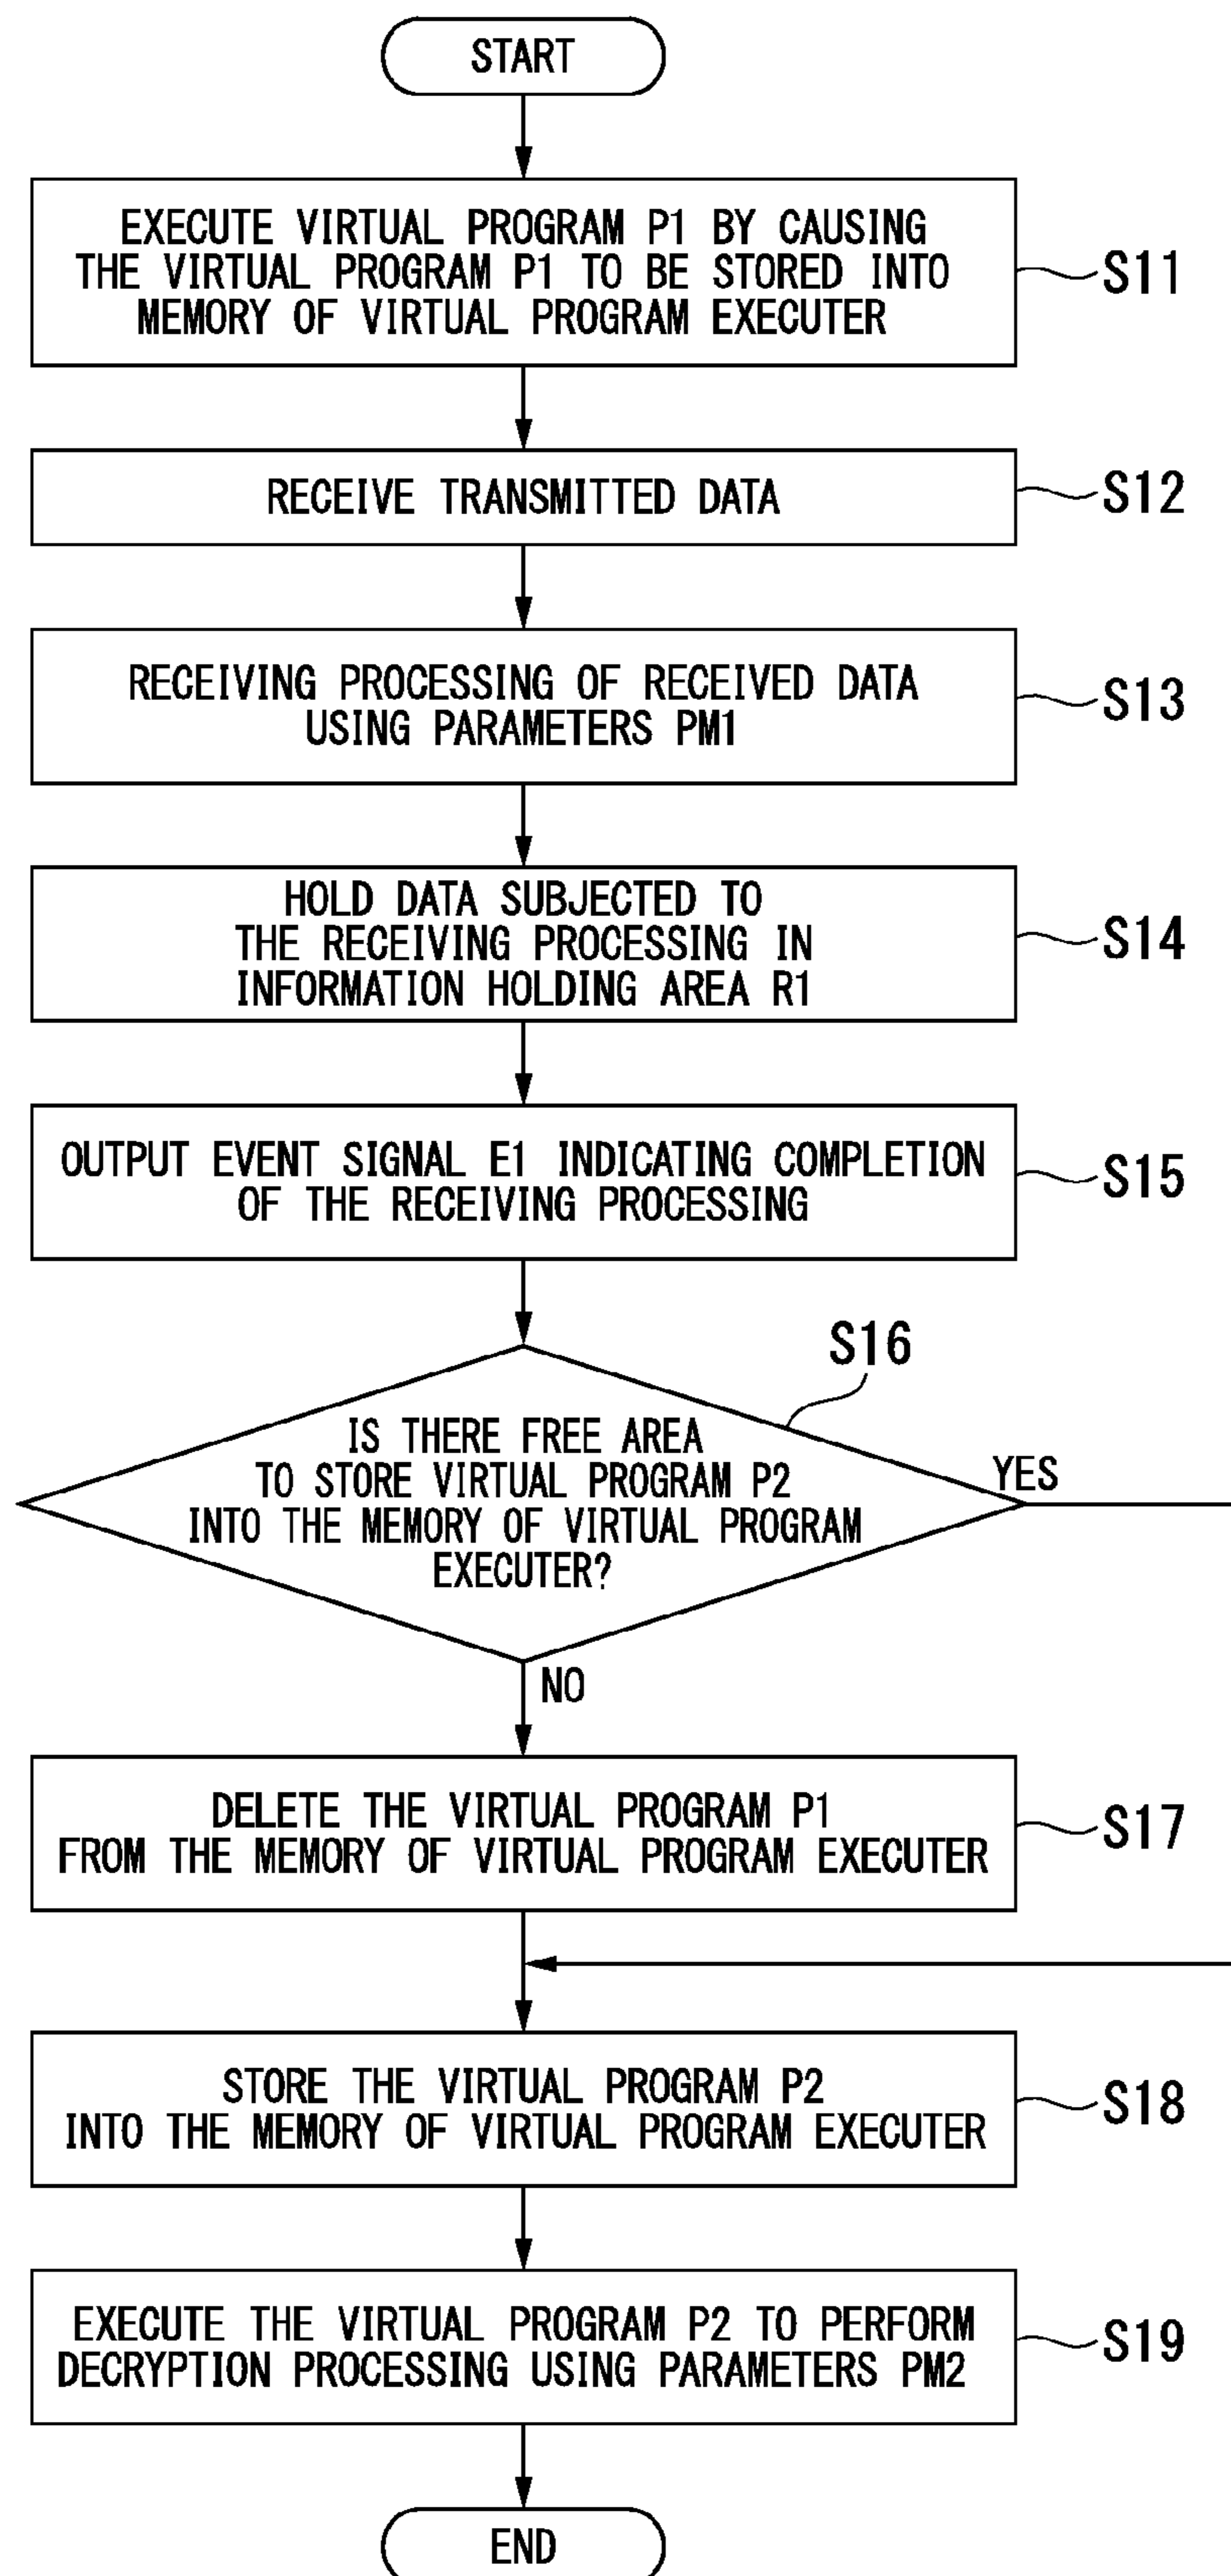 START
EXECUTE VIRTUAL PROGRAM P1 BY CAUSING
THE VIRTUAL PROGRAM P1 TO BE STORED INTO
MEMORY OF VIRTUAL PROGRAM EXECUTER
S11
RECEIVE TRANSMITTED DATA
S12
RECEIVING PROCESSING OF RECEIVED DATA
USING PARAMETERS PM1
S13
HOLD DATA SUBJECTED TO
THE RECEIVING PROCESSING IN
INFORMATION HOLDING AREA R1
S14
OUTPUT EVENT SIGNAL E1 INDICATING COMPLETION
OF THE RECEIVING PROCESSING
S15
S16
IS THERE FREE AREA
TO STORE VIRTUAL PROGRAM P2
INTO THE MEMORY OF VIRTUAL PROGRAM
EXECUTER?
YES
NO
DELETE THE VIRTUAL PROGRAM P1
FROM THE MEMORY OF VIRTUAL PROGRAM EXECUTER
S17
STORE THE VIRTUAL PROGRAM P2
INTO THE MEMORY OF VIRTUAL PROGRAM EXECUTER
S18
EXECUTE THE VIRTUAL PROGRAM P2 TO PERFORM
DECRYPTION PROCESSING USING PARAMETERS PM2
S19
END